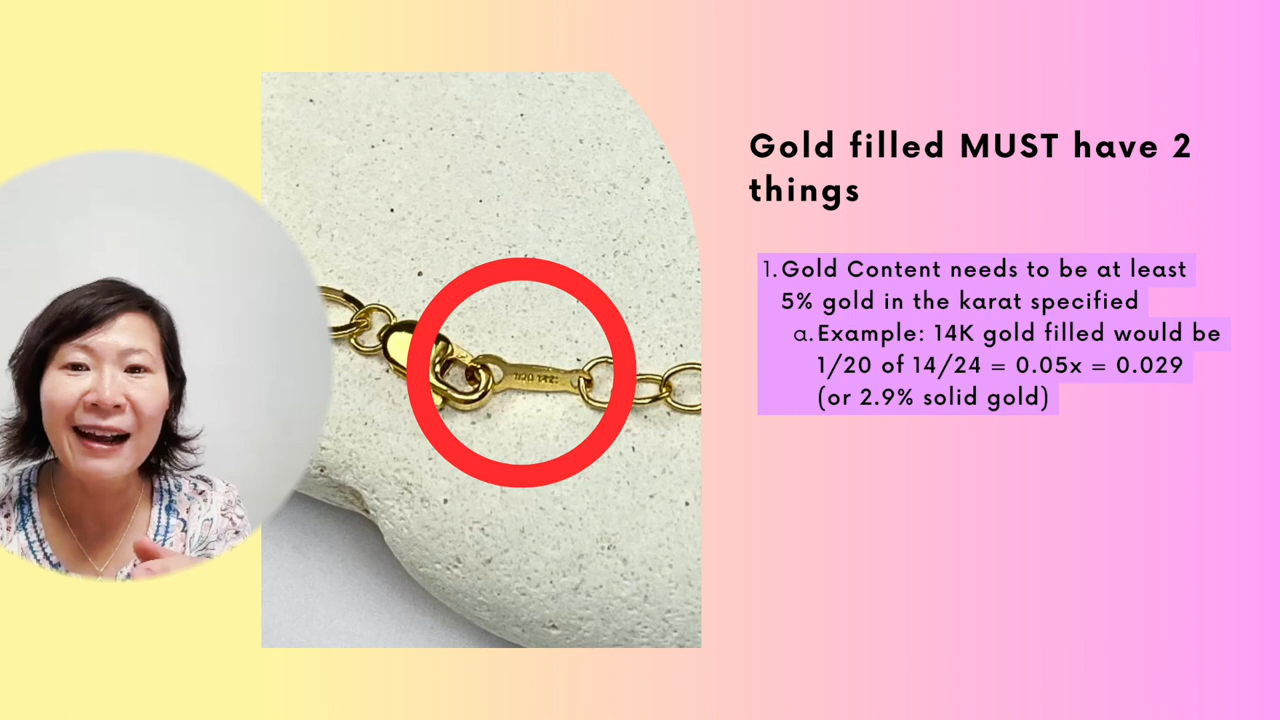 Gold filled MUST have 2
things
1. Gold Content needs to be at least
5% gold in the karat specified
a. Example: 14K gold filled would be
1/20 of 14/24 = 0.05x = 0.029
(or 2.9% solid gold)